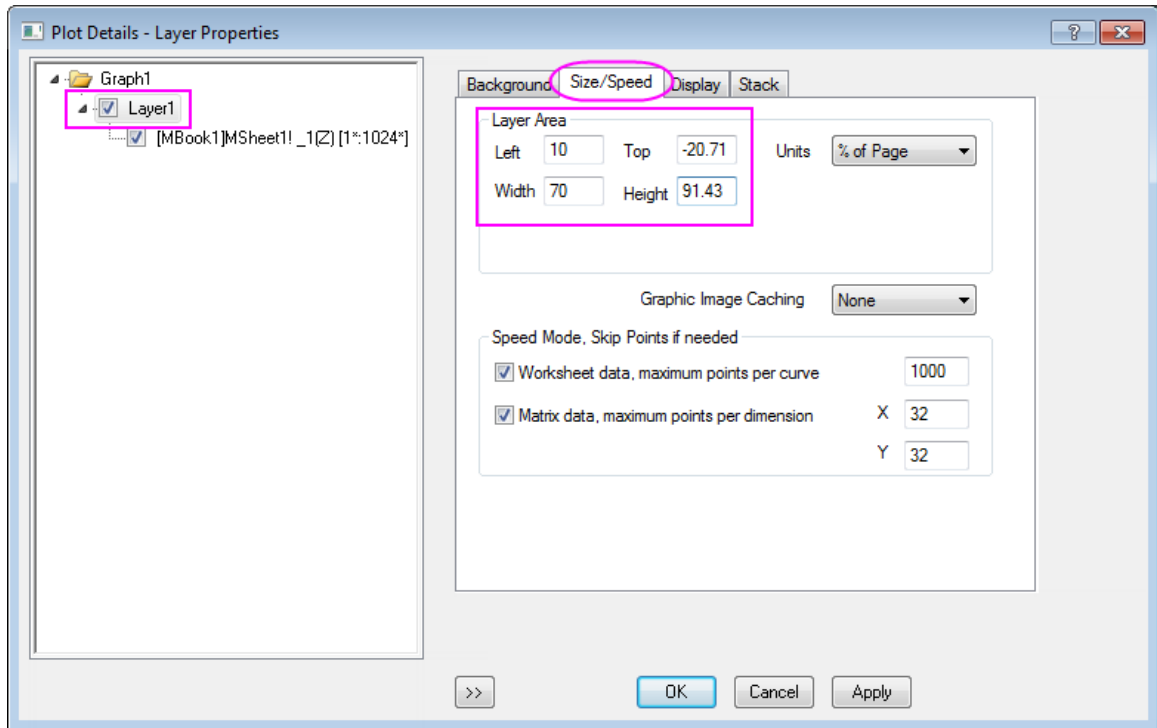 Plot Details - Layer Properties
Graph1
Layer1
[MBook1]MSheet1! _1(Z) [1*:1024*]
Background Size/Speed Display Stack
Layer Area
Left 10 Top -20.71 Units % of Page
Width 70 Height 91.43
Graphic Image Caching None
Speed Mode, Skip Points if needed
Worksheet data, maximum points per curve 1000
Matrix data, maximum points per dimension X 32
Y 32
>> OK Cancel Apply